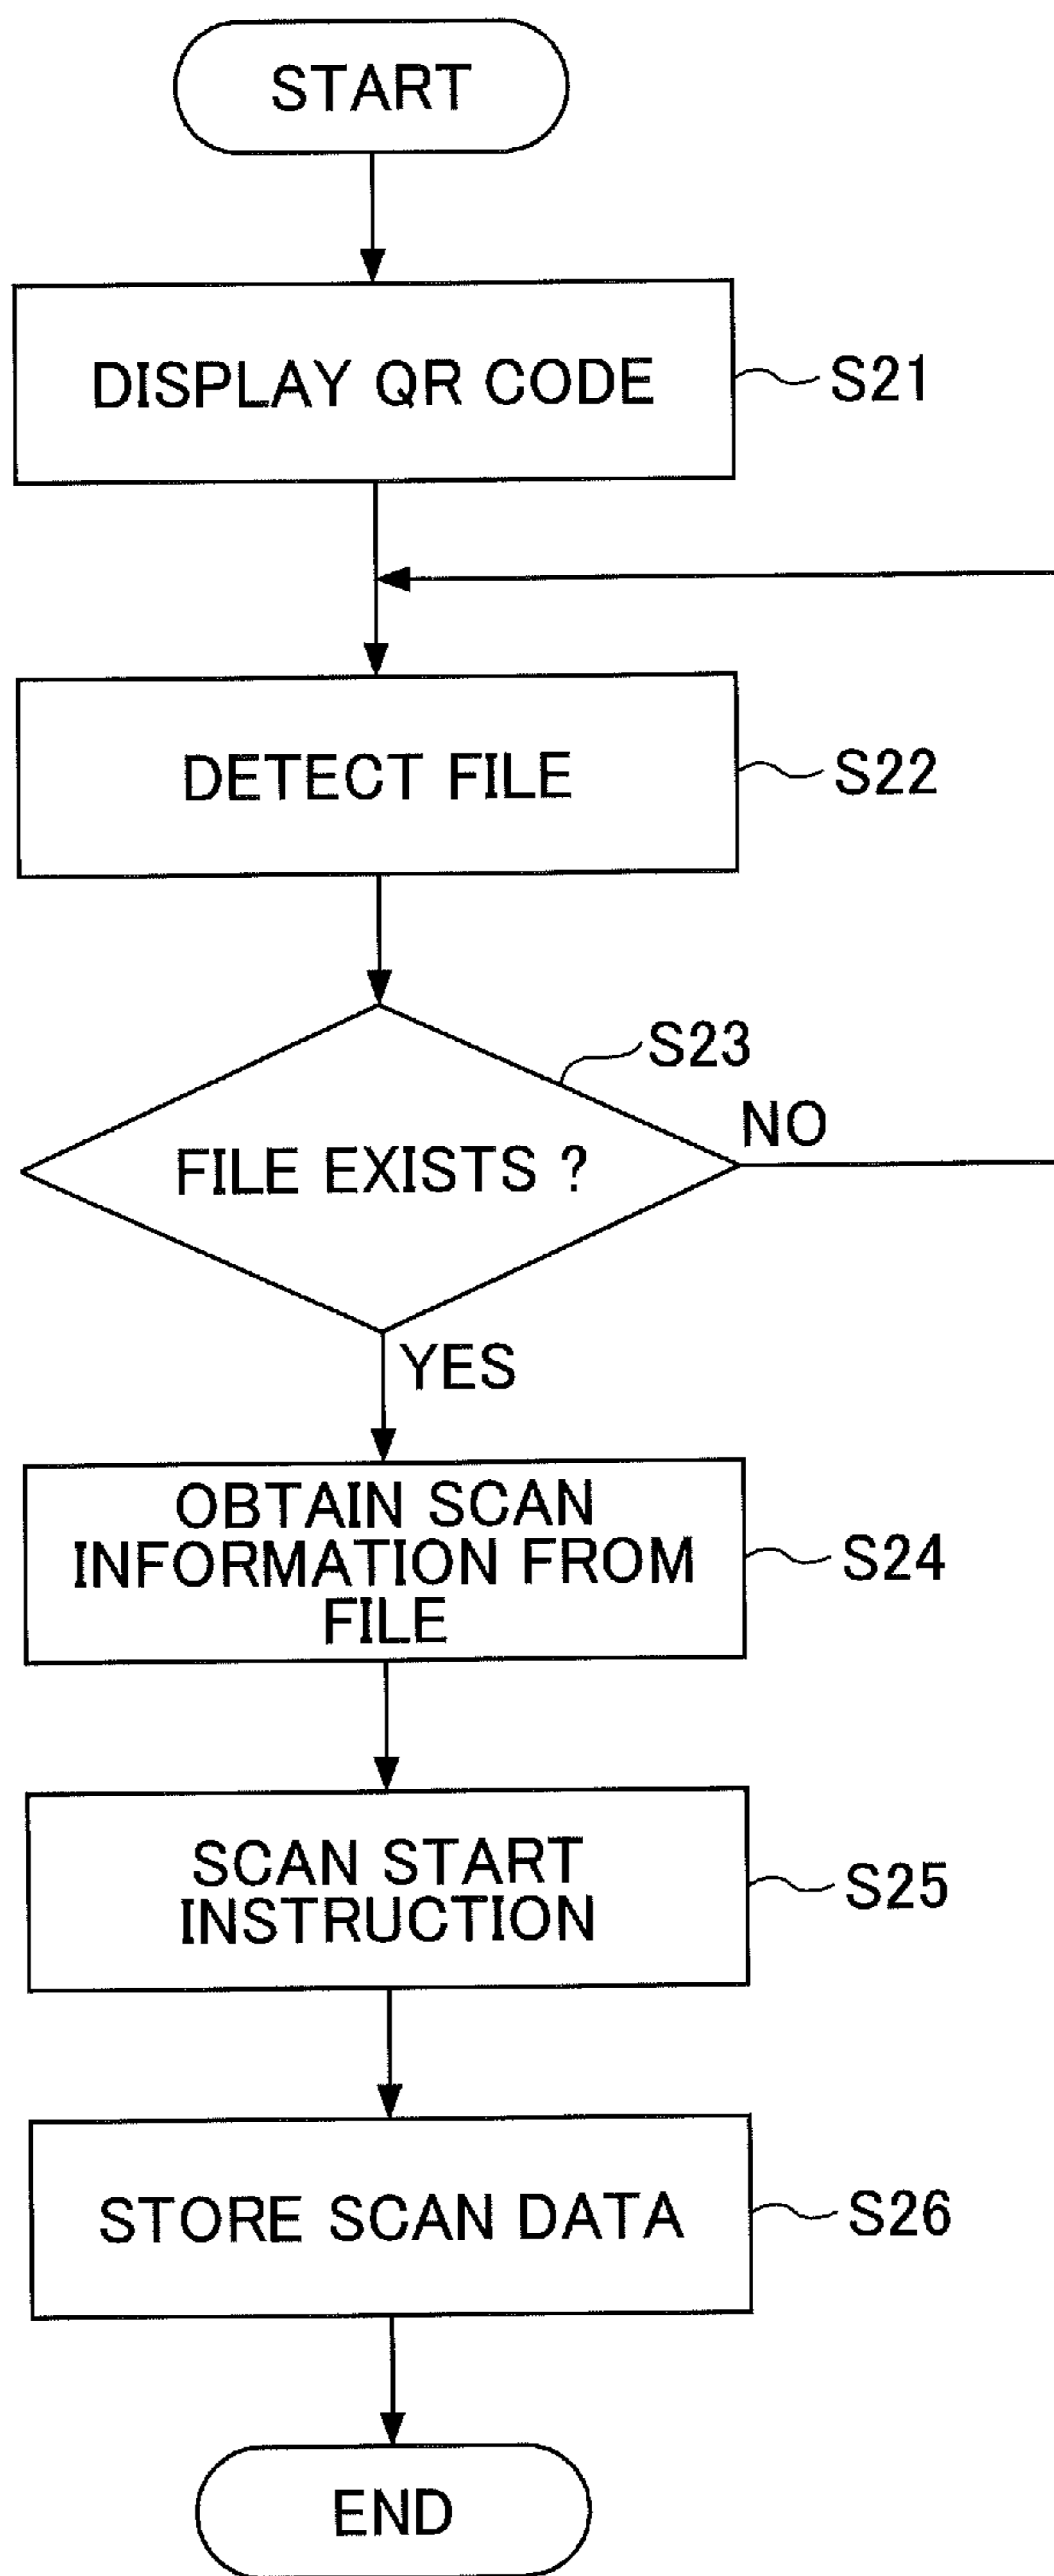 START
DISPLAY QR CODE
S21
DETECT FILE
S22
S23
FILE EXISTS ?
NO
YES
OBTAIN SCAN
INFORMATION FROM
FILE
S24
SCAN START
INSTRUCTION
S25
STORE SCAN DATA
S26
END